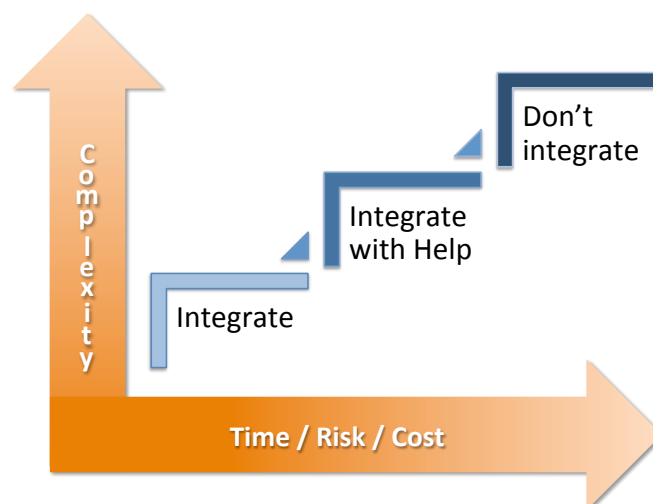 Complexity
Don't
integrate
Integrate
with Help
Integrate
Time / Risk / Cost